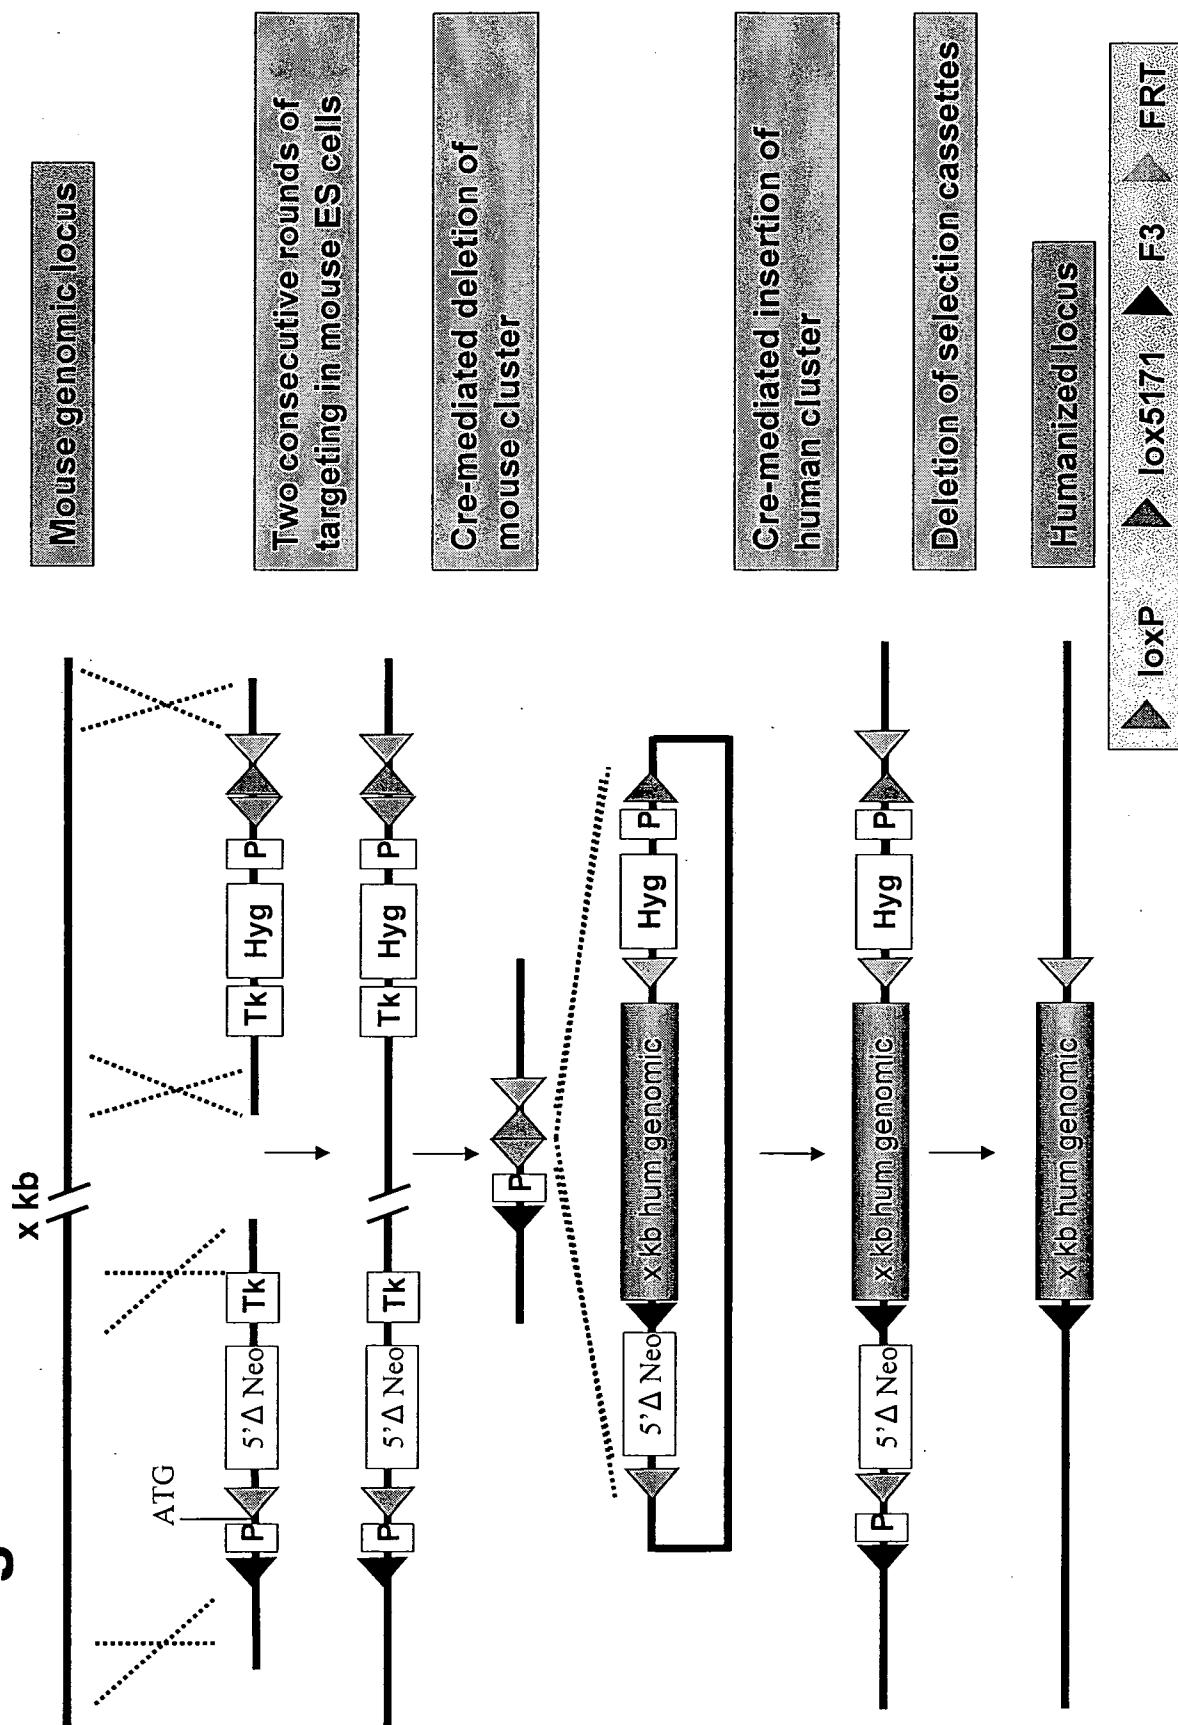 x kb
Mouse genomic locus
ATG
P
5'Δ Neo
Tk
Tk
Hyg
P
Two consecutive rounds of
targeting in mouse ES cells
P
5'Δ Neo
Tk
Tk
Hyg
P
Cre-mediated deletion of
mouse cluster
P
5'Δ Neo
x kb hum genomic
Hyg
P
Cre-mediated insertion of
human cluster
P
5'Δ Neo
x kb hum genomic
Hyg
P
Deletion of selection cassettes
x kb hum genomic
Humanized locus
loxP
lox5171
F3
FRT